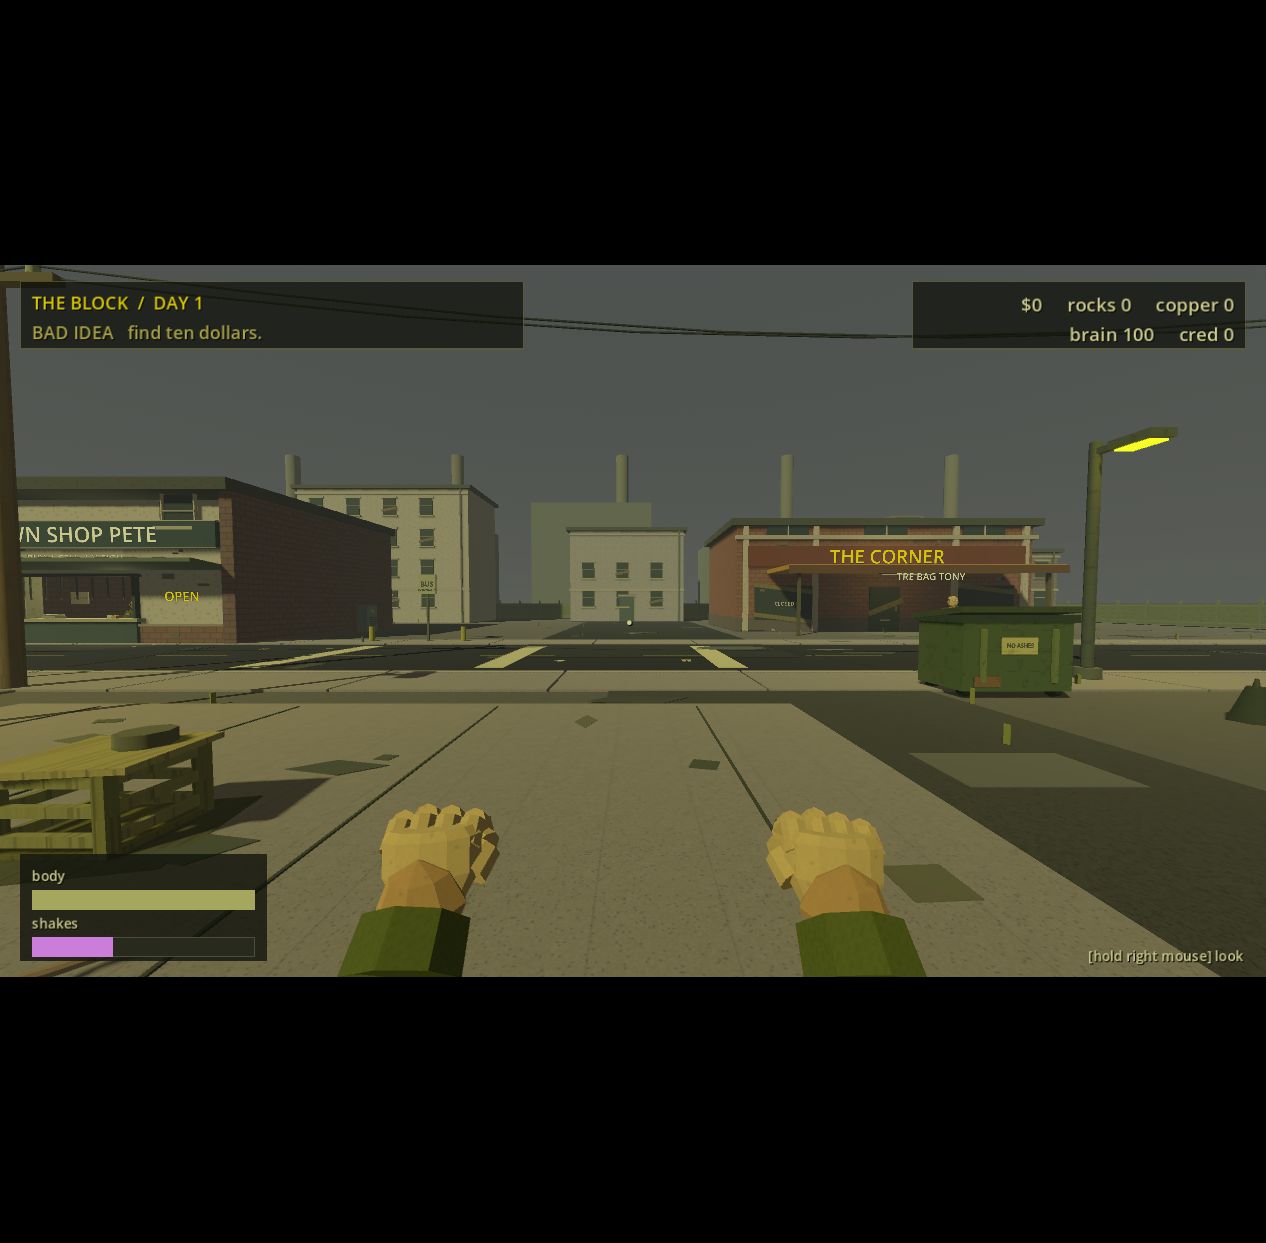 THE BLOCK / DAY 1
BAD IDEA find ten dollars.
$0 rocks 0 copper 0
brain 100 cred 0
WN SHOP PETE
OPEN
BUS
THE CORNER
TRE BAG TONY
CLOSED
NO ASHES
body
shakes
[hold right mouse] look